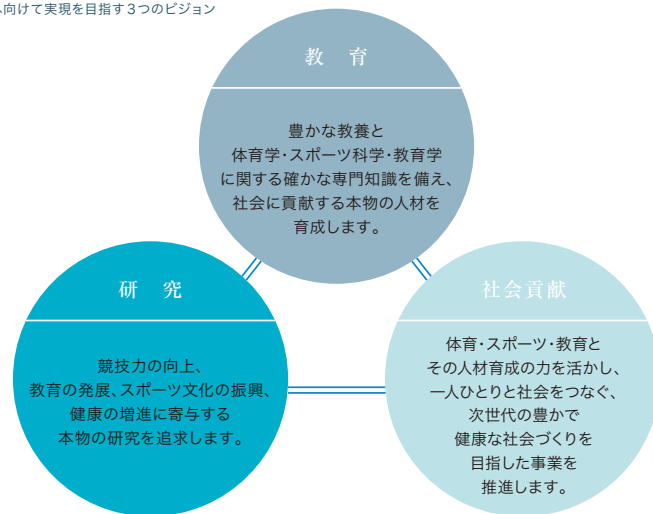 向けて実現を目指す3つのビジョン
教 育
豊かな教養と
体育学・スポーツ科学・教育学
に関する確かな専門知識を備え、
社会に貢献する本物の人材を
育成します。
研 究
競技力の向上、
教育の発展、スポーツ文化の振興、
健康の増進に寄与する
本物の研究を追求します。
社会貢献
体育・スポーツ・教育と
その人材育成の力を活かし、
一人ひとりと社会をつなぐ、
次世代の豊かで
健康な社会づくりを
目指した事業を
推進します。